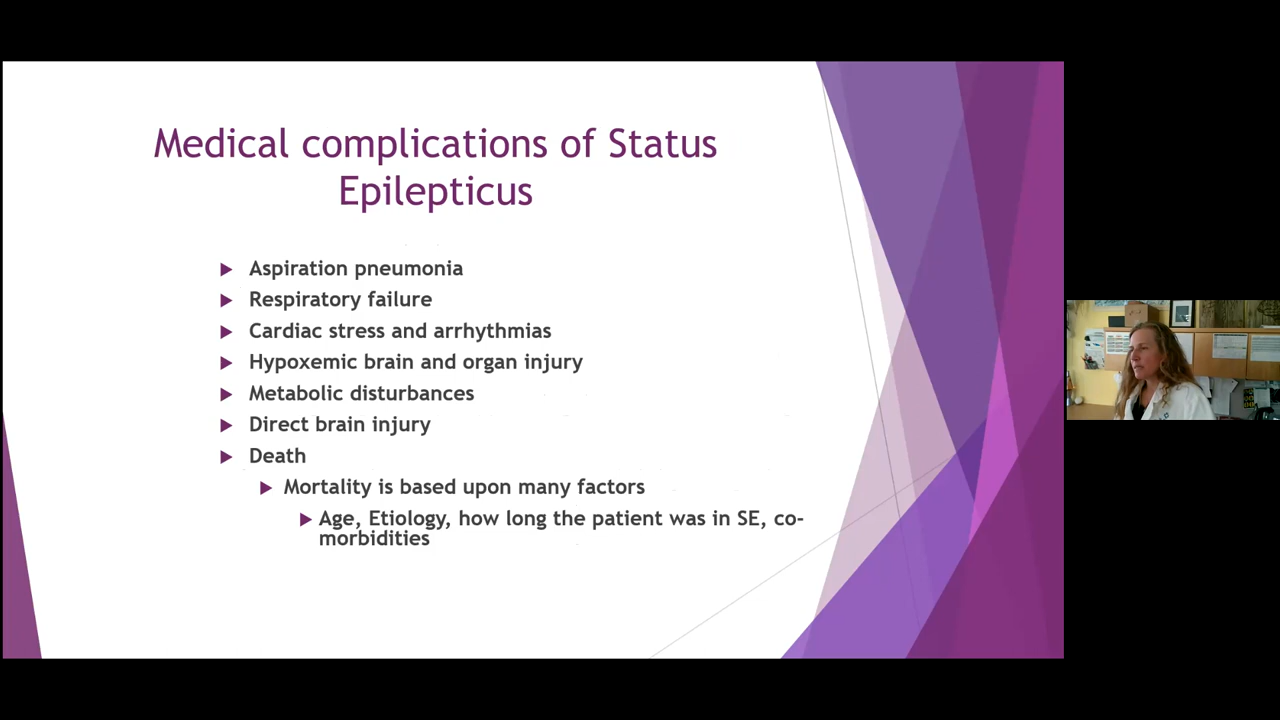 Medical complications of Status
Epilepticus
Aspiration pneumonia
Respiratory failure
Cardiac stress and arrhythmias
Hypoxemic brain and organ injury
Metabolic disturbances
Direct brain injury
Death
Mortality is based upon many factors
Age, Etiology, how long the patient was in SE, co-
morbidities